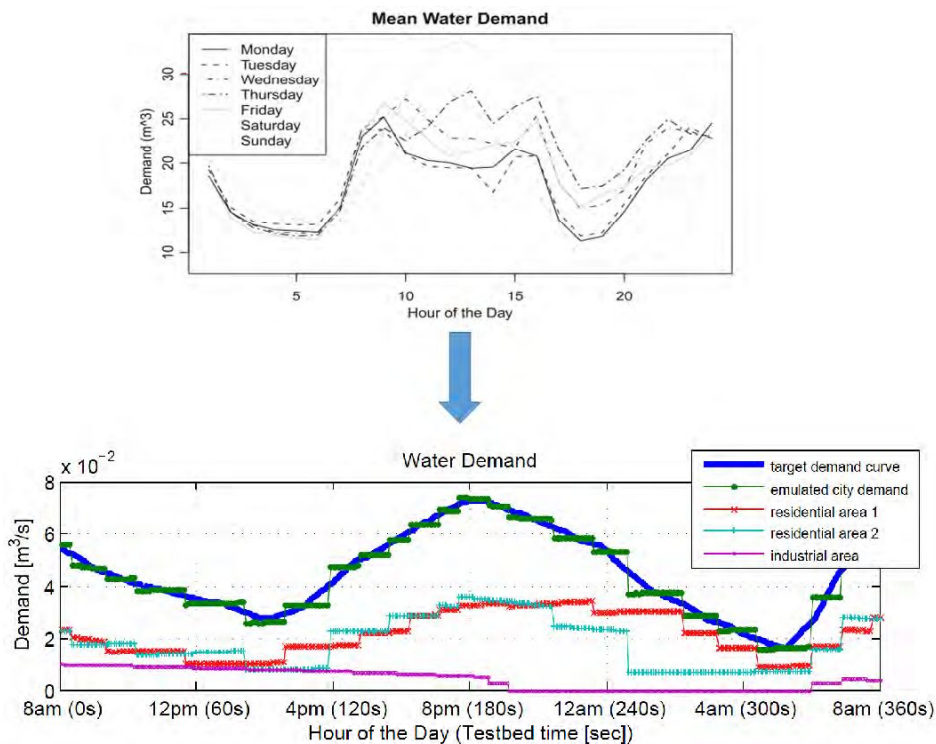 Mean Water Demand
Monday
Tuesday
Wednesday
Thursday
Friday
Saturday
Sunday
Demand (m^3)
30
25
20
15
10
5
10
15
20
Hour of the Day
x 10-2
Water Demand
target demand curve
emulated city demand
residential area 1
residential area 2
industrial area
Demand [m3/s]
8
6
4
2
0
8am (0s) 12pm (60s) 4pm (120s) 8pm (180s) 12am (240s) 4am (300s) 8am (360s)
Hour of the Day (Testbed time [sec])